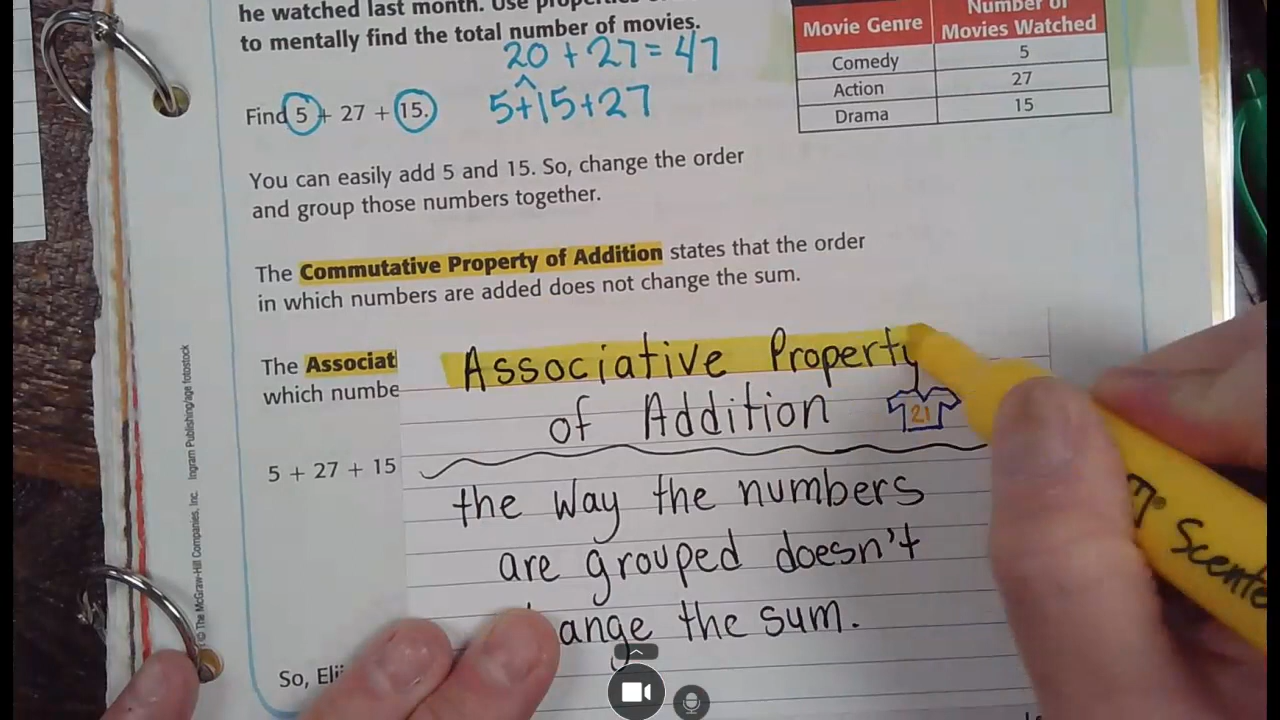 he watched last month. Use
to mentally find the total number of movies.
20 + 27 = 47
Find 5 + 27 + 15.
5+15+27
Movie Genre
Number of
Movies Watched
Comedy 5
Action 27
Drama 15
You can easily add 5 and 15. So, change the order
and group those numbers together.
The Commutative Property of Addition states that the order
in which numbers are added does not change the sum.
The Associat
which numbe
5 + 27 + 15
So, Eli
Associative Property
of Addition
21
the way the numbers
are grouped doesn't
ange the sum.
© The McGraw-Hill Companies, Inc. Ingram Publishing/age fotostock
Scente